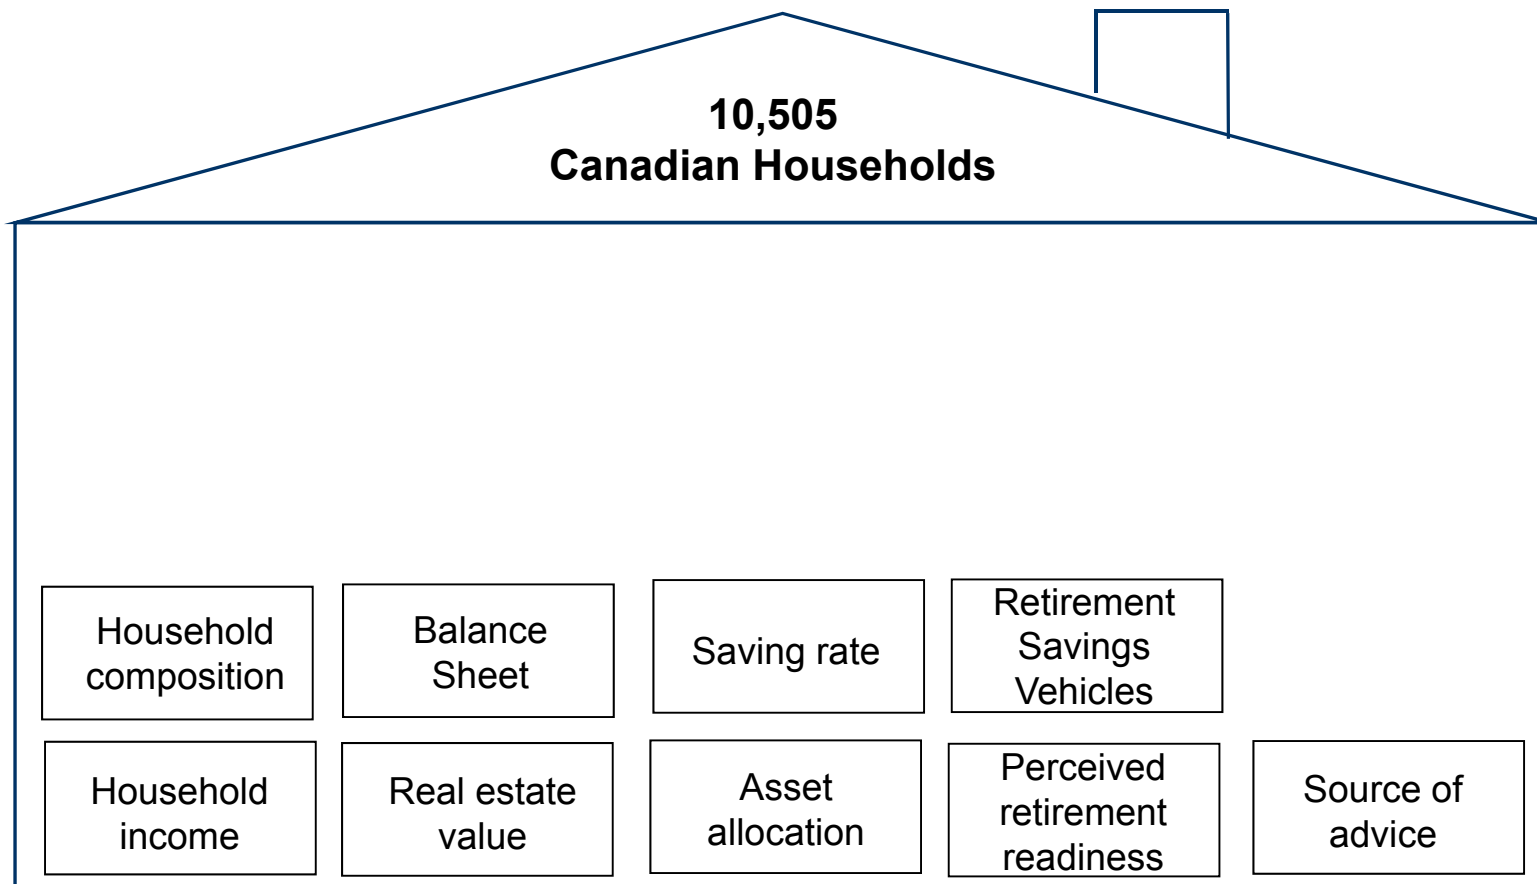 10,505
Canadian Households
Household
composition
Balance
Sheet
Saving rate
Retirement
Savings
Vehicles
Household
income
Real estate
value
Asset
allocation
Perceived
retirement
readiness
Source of
advice